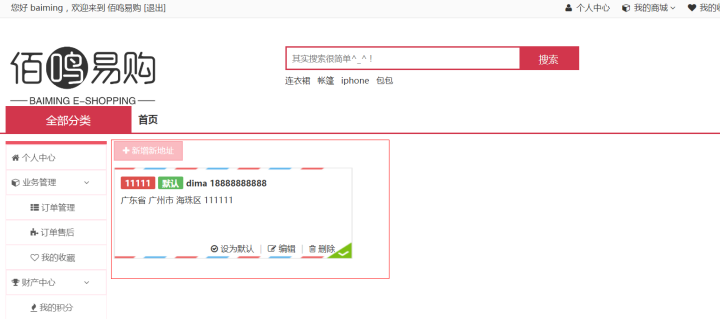 您好 baiming，欢迎来到 佰鸣易购 [退出]
个人中心 我的商城 我的收
佰鸣易购
BAIMING E-SHOPPING
其实搜索很简单^_^！ 搜索
连衣裙 帐篷 iphone 包包
全部分类 首页
个人中心
业务管理
订单管理
订单售后
我的收藏
财产中心
我的积分
新增新地址
11111 默认 dima 18888888888
广东省 广州市 海珠区 111111
设为默认 | 编辑 | 删除